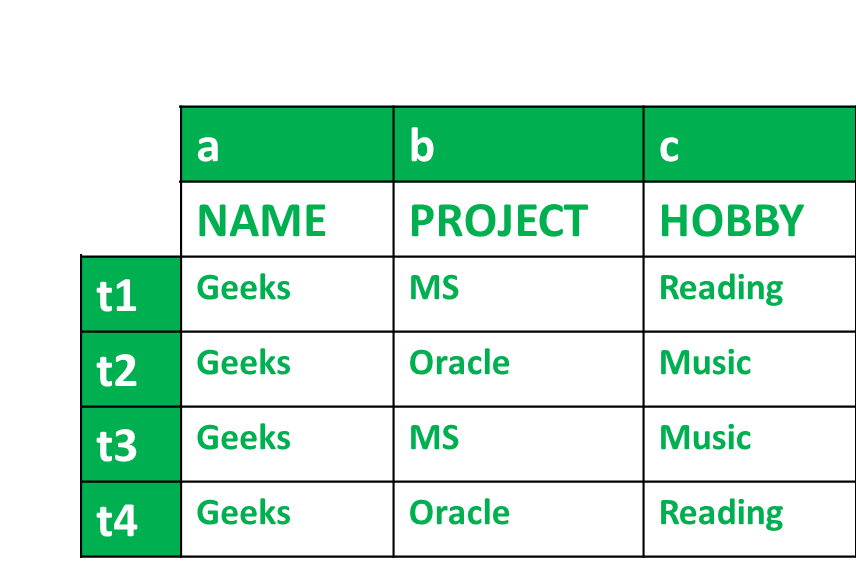 a b c
NAME PROJECT HOBBY
t1 Geeks MS Reading
t2 Geeks Oracle Music
t3 Geeks MS Music
t4 Geeks Oracle Reading